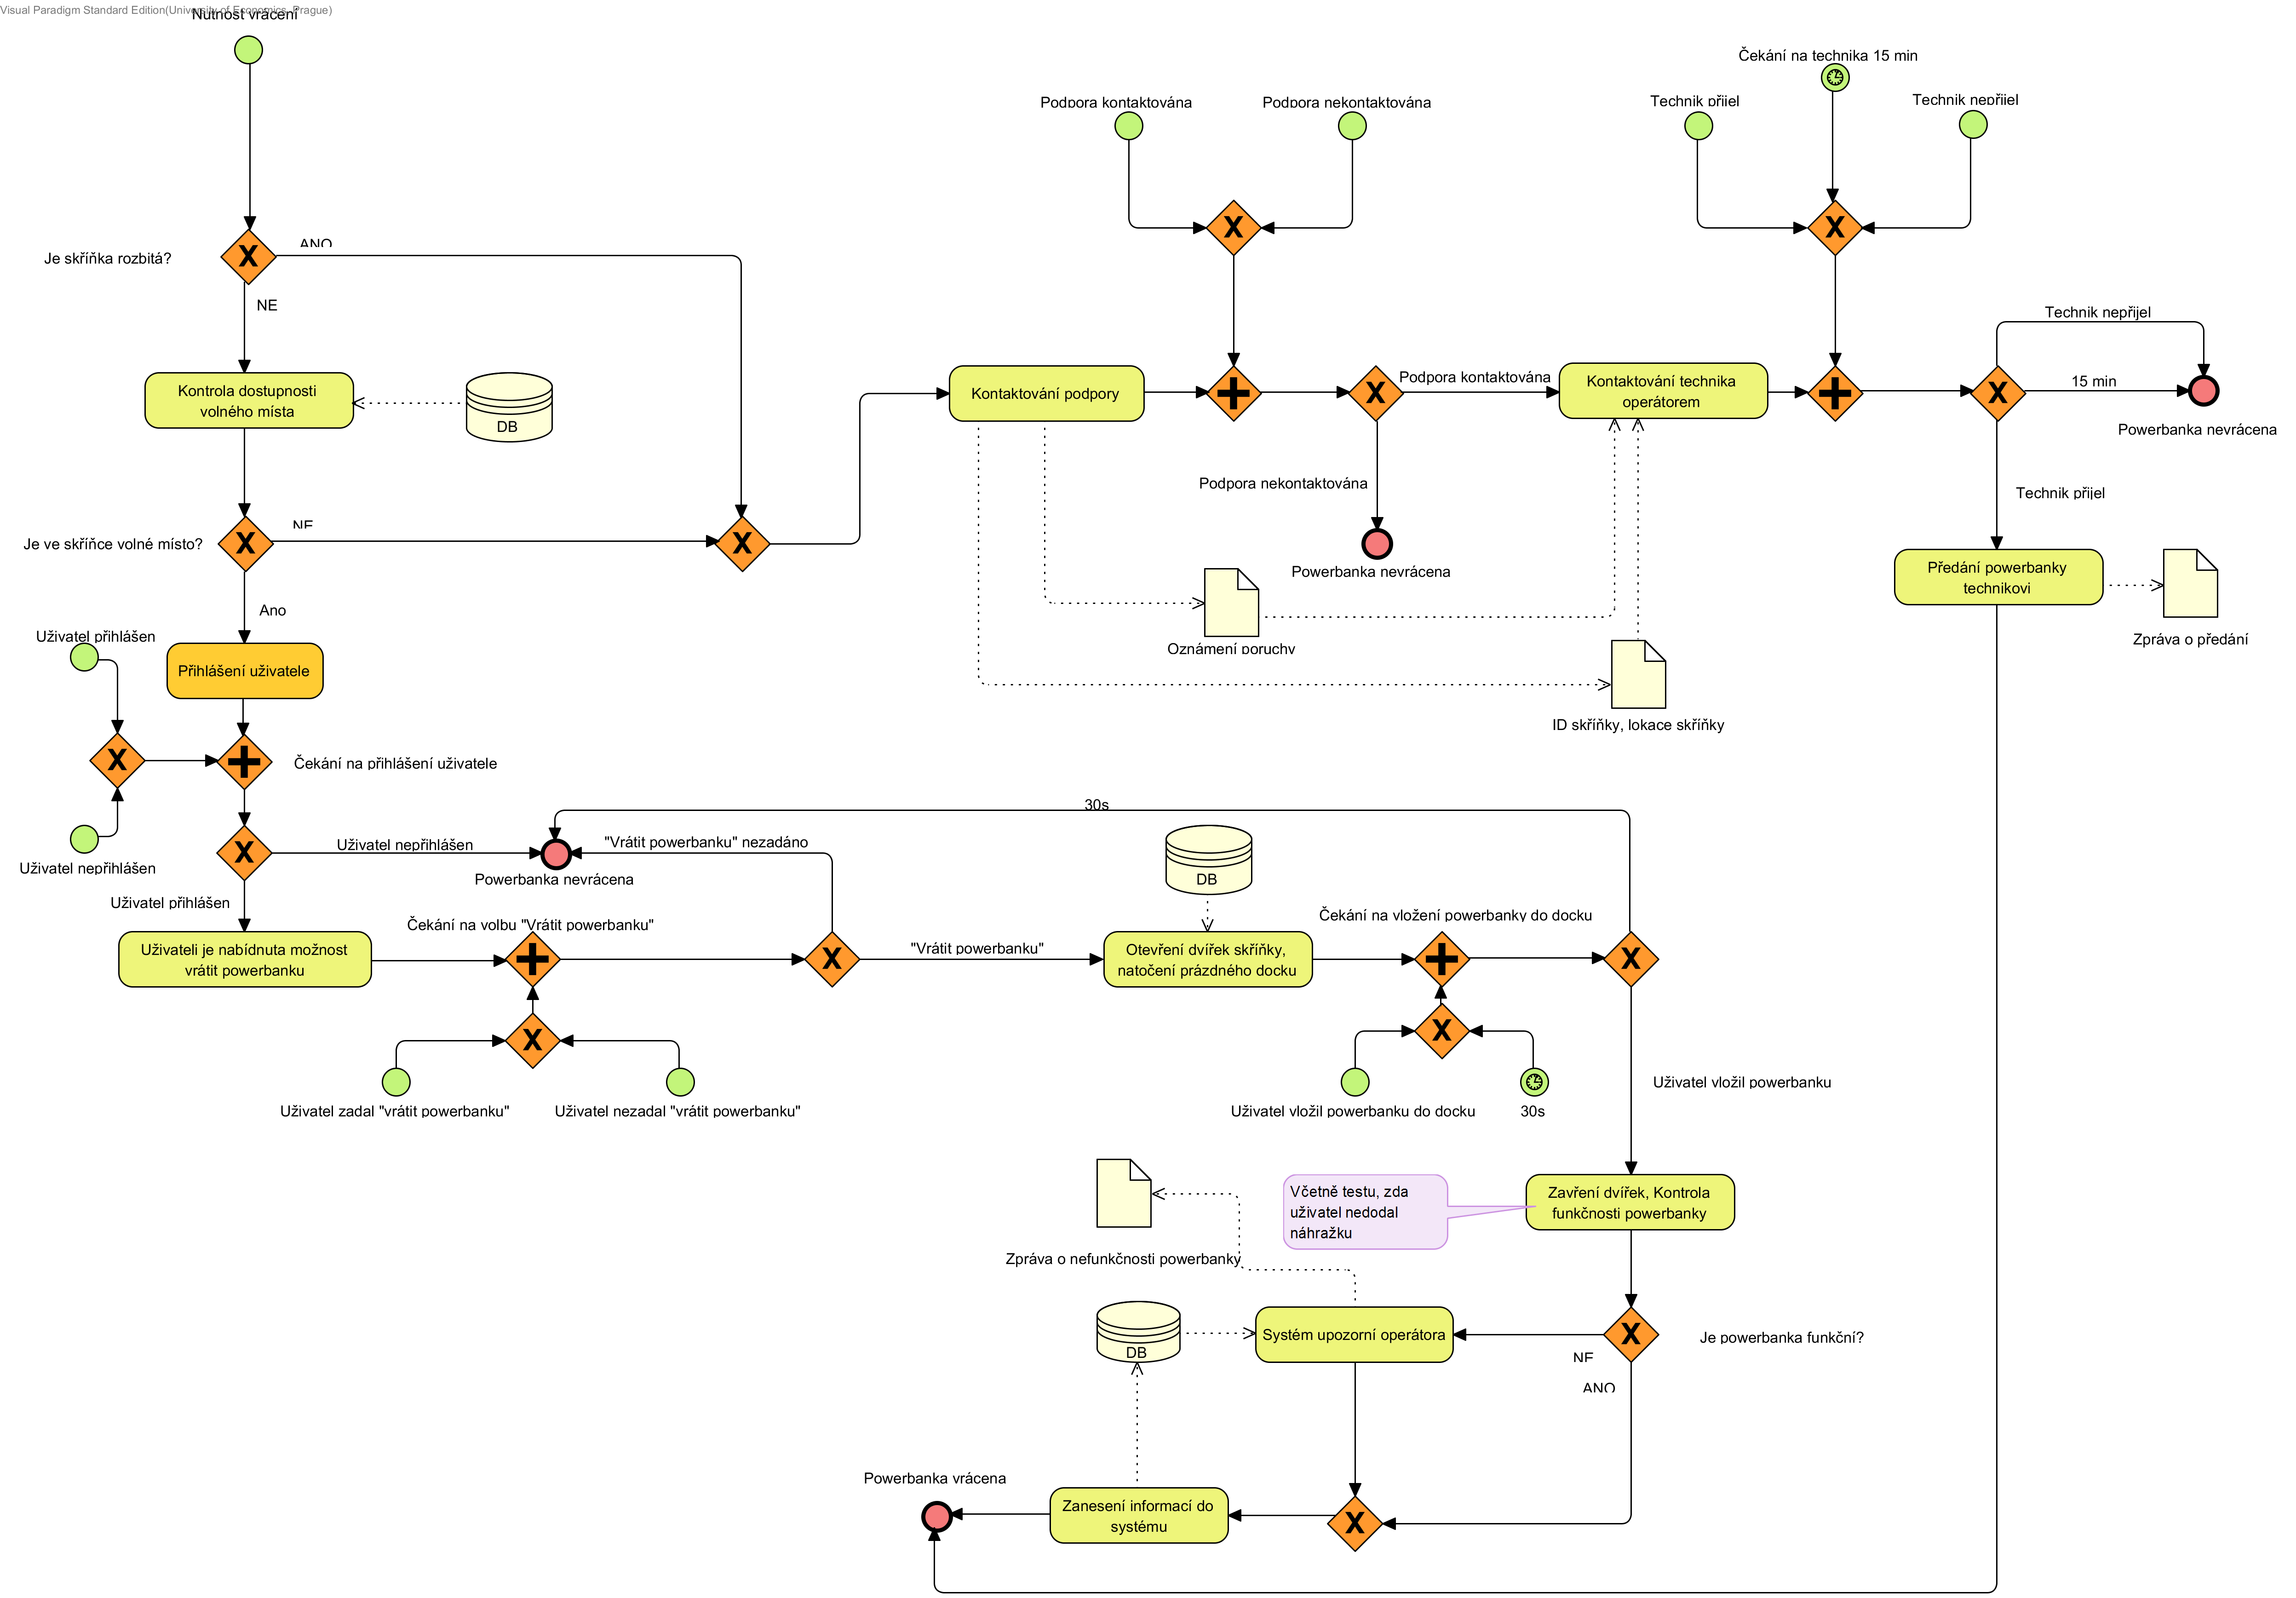 Visual Paradigm Standard Edition(University of Economics, Prague)
Nutnost vrácení
Čekání na technika 15 min
Podpora kontaktována
Podpora nekontaktována
Technik přijel
Technik nepřijel
Je skříňka rozbitá?
ANO
NE
Technik nepřijel
Kontrola dostupnosti
volného místa
DB
Kontaktování podpory
Podpora kontaktována
Kontaktování technika
operátorem
15 min
Powerbanka nevrácena
Podpora nekontaktována
Technik přijel
Je ve skříňce volné místo?
NE
Powerbanka nevrácena
Předání powerbanky
technikovi
Ano
Uživatel přihlášen
Oznámení poruchy
Zpráva o předání
Přihlášení uživatele
ID skříňky, lokace skříňky
Čekání na přihlášení uživatele
30s
Uživatel nepřihlášen
"Vrátit powerbanku" nezadáno
Uživatel nepřihlášen
Powerbanka nevrácena
DB
Uživatel přihlášen
Čekání na volbu "Vrátit powerbanku"
Čekání na vložení powerbanky do docku
Uživateli je nabídnuta možnost
vrátit powerbanku
"Vrátit powerbanku"
Otevření dvířek skříňky,
natočení prázdného docku
Uživatel zadal "vrátit powerbanku"
Uživatel nezadal "vrátit powerbanku"
Uživatel vložil powerbanku do docku
30s
Uživatel vložil powerbanku
Včetně testu, zda
uživatel nedodal
náhražku
Zavření dvířek, Kontrola
funkčnosti powerbanky
Zpráva o nefunkčnosti powerbanky
DB
Systém upozorní operátora
Je powerbanka funkční?
NE
ANO
Powerbanka vrácena
Zanesení informací do
systému